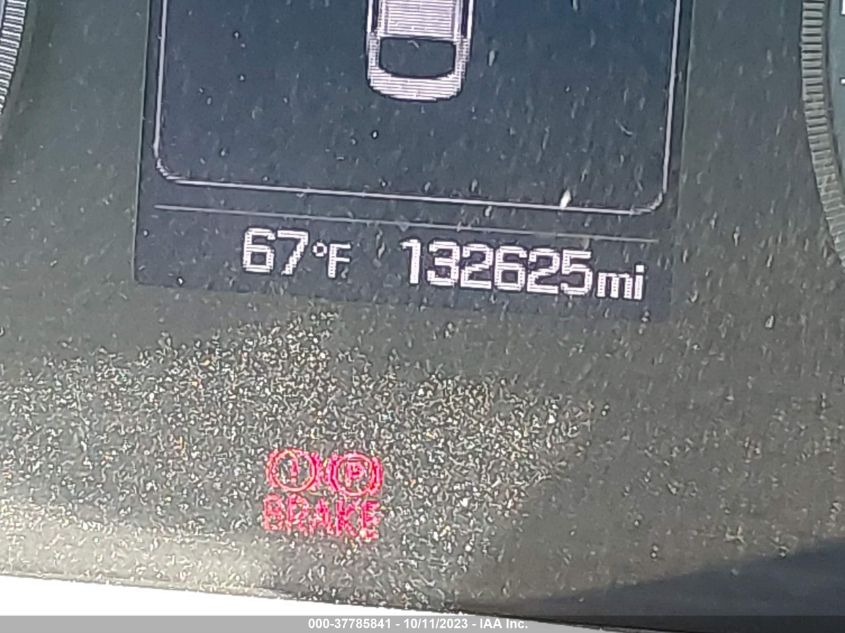 67°F 132625mi
(!) (P)
BRAKE
000-37785841 - 10/11/2023 - IAA Inc.